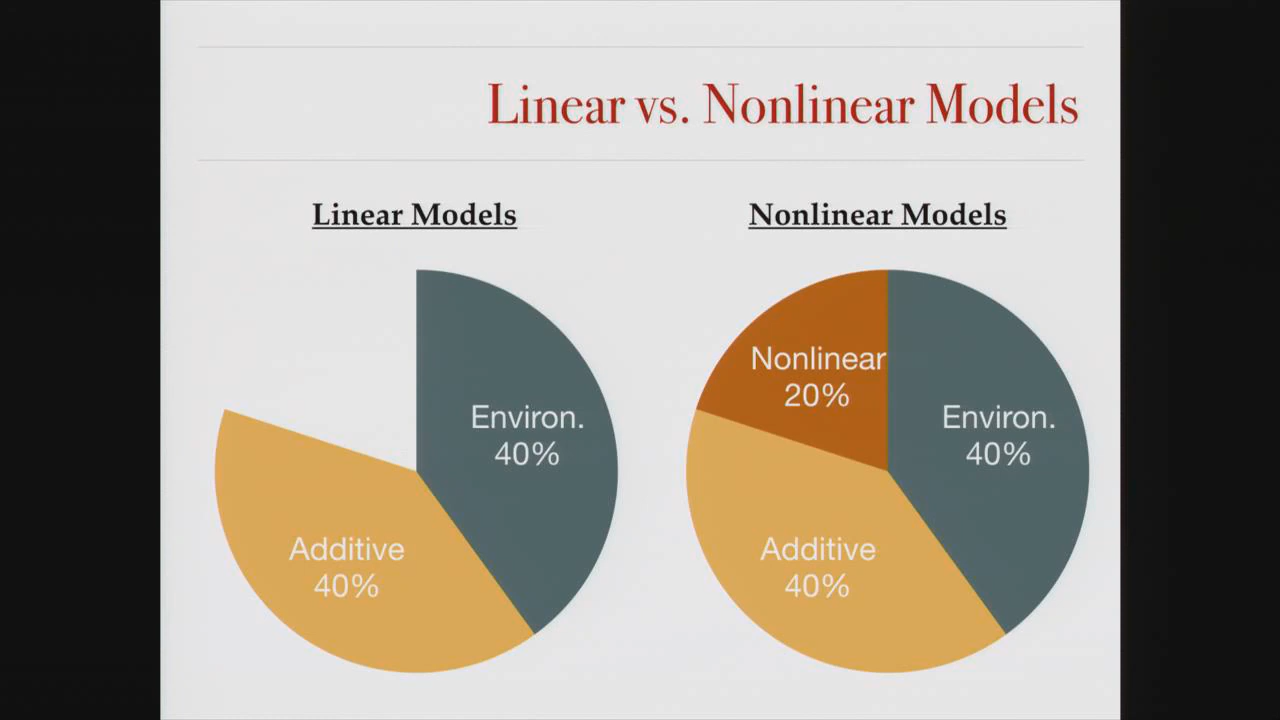 Linear vs. Nonlinear Models
Linear Models
Nonlinear Models
Environ.
40%
Additive
40%
Nonlinear
20%
Environ.
40%
Additive
40%